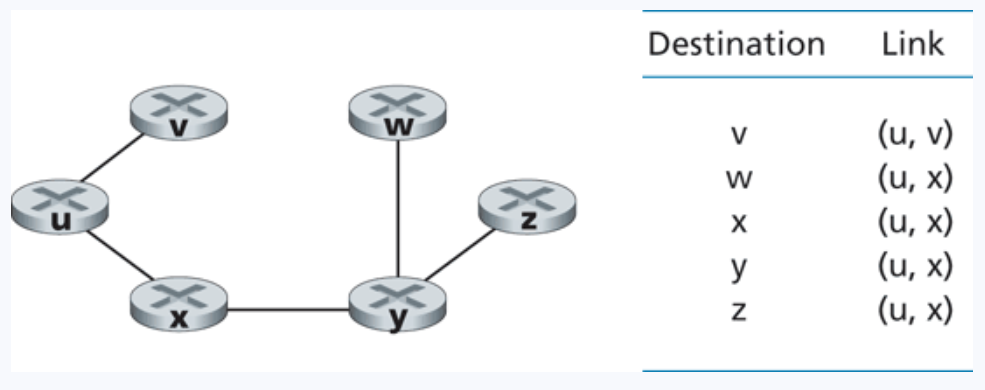 v
w
u
z
x
y
Destination Link
v (u, v)
w (u, x)
x (u, x)
y (u, x)
z (u, x)